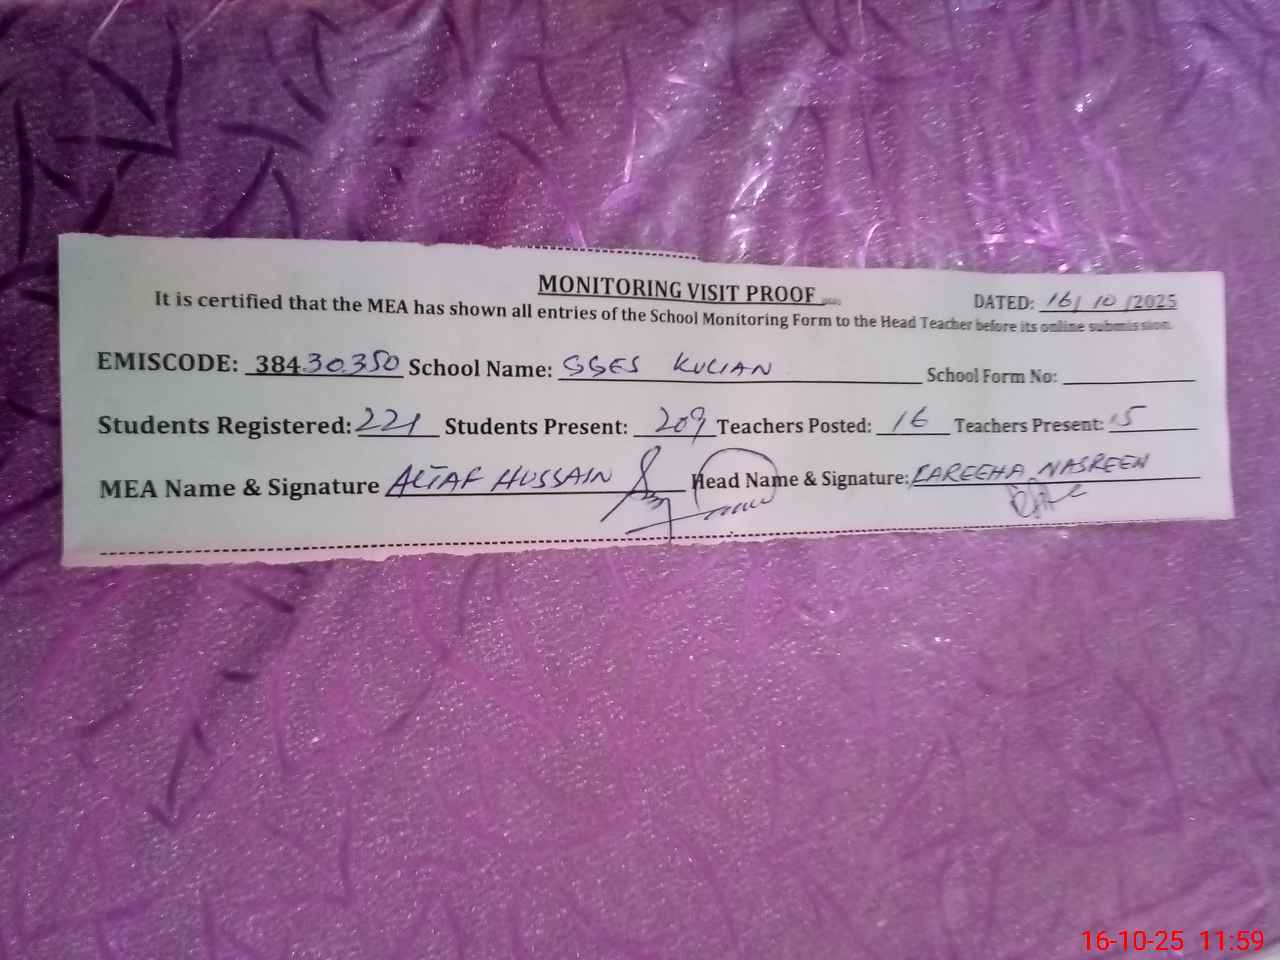 MONITORING VISIT PROOF
DATED: 16/10/2025
It is certified that the MEA has shown all entries of the School Monitoring Form to the Head Teacher before its online submission.
EMISCODE: 38430350 School Name: GGES KULIAN School Form No:
Students Registered: 221 Students Present: 209 Teachers Posted: 16 Teachers Present: 15
MEA Name & Signature ALTAF HUSSAIN Head Name & Signature: FAREEHA NASREEN
16-10-25 11:59